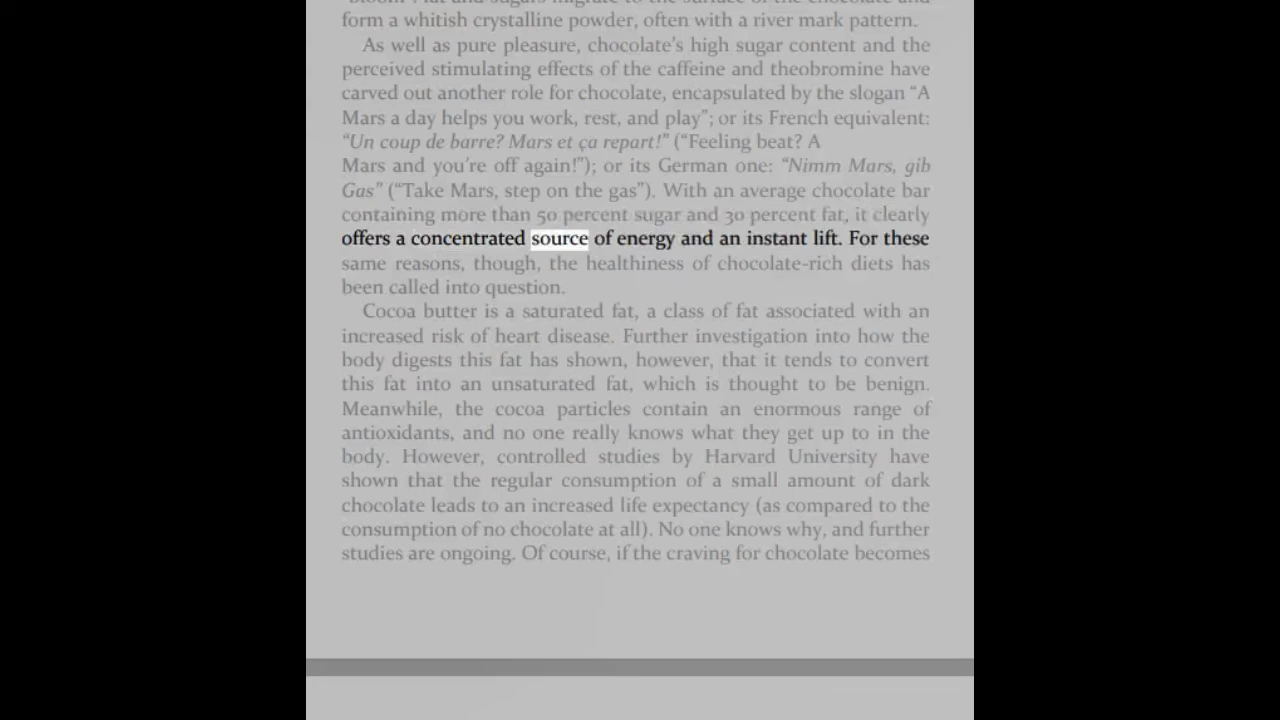 form a whitish crystalline powder, often with a river mark pattern.
As well as pure pleasure, chocolate’s high sugar content and the
perceived stimulating effects of the caffeine and theobromine have
carved out another role for chocolate, encapsulated by the slogan “A
Mars a day helps you work, rest, and play”; or its French equivalent:
“Un coup de barre? Mars et ça repart!” (“Feeling beat? A
Mars and you’re off again!”); or its German one: “Nimm Mars, gib
Gas” (“Take Mars, step on the gas”). With an average chocolate bar
containing more than 50 percent sugar and 30 percent fat, it clearly
offers a concentrated source of energy and an instant lift. For these
same reasons, though, the healthiness of chocolate-rich diets has
been called into question.
Cocoa butter is a saturated fat, a class of fat associated with an
increased risk of heart disease. Further investigation into how the
body digests this fat has shown, however, that it tends to convert
this fat into an unsaturated fat, which is thought to be benign.
Meanwhile, the cocoa particles contain an enormous range of
antioxidants, and no one really knows what they get up to in the
body. However, controlled studies by Harvard University have
shown that the regular consumption of a small amount of dark
chocolate leads to an increased life expectancy (as compared to the
consumption of no chocolate at all). No one knows why, and further
studies are ongoing. Of course, if the craving for chocolate becomes